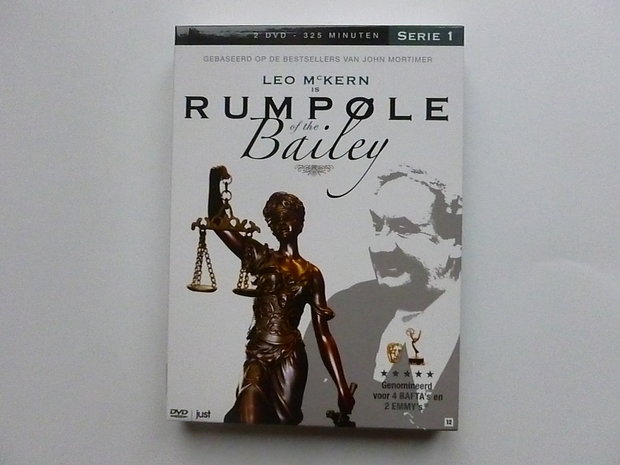 2 DVD - 325 MINUTEN SERIE 1
GEBASEERD OP DE BESTSELLERS VAN JOHN MORTIMER
LEO MCKERN
IS
RUMPØLE
of the
Bailey
Genomineerd
voor 4 BAFTA's en
2 EMMY's
DVD just
12